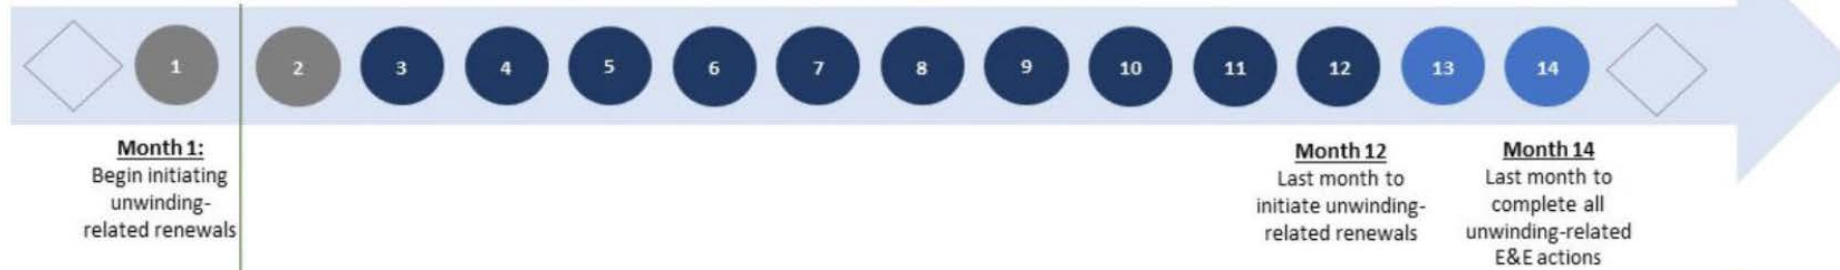 1 2 3 4 5 6 7 8 9 10 11 12 13 14
Month 1:
Begin initiating
unwinding-
related renewals
Month 12
Last month to
initiate unwinding-
related renewals
Month 14
Last month to
complete all
unwinding-related
E&E actions